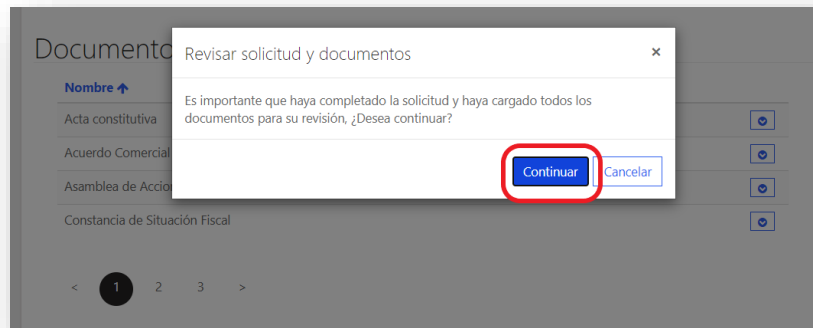 Documento
Revisar solicitud y documentos ×
Nombre
Es importante que haya completado la solicitud y haya cargado todos los
documentos para su revisión, ¿Desea continuar?
Acta constitutiva
Acuerdo Comercial
Continuar Cancelar
Asamblea de Accio
Constancia de Situación Fiscal
< 1 2 3 >